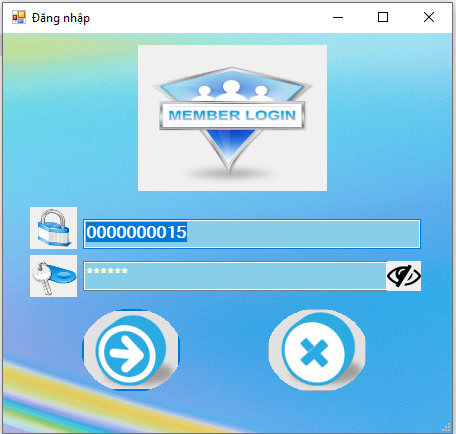 Đăng nhập
MEMBER LOGIN
0000000015
******